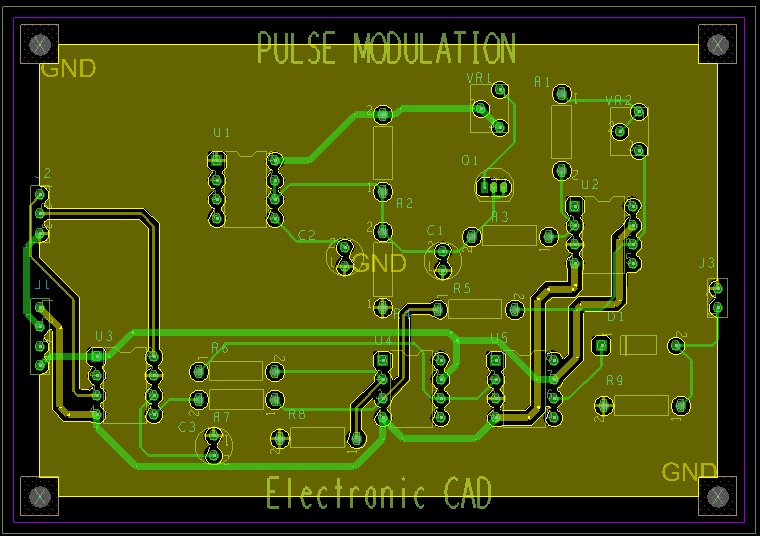 PULSE MODULATION
GND
VR1
R1
VR2
U1
Q1
J2
U2
R2
R3
C2
C1
GND
J3
J1
R5
D1
U3
U4
U5
R6
R9
R7
R8
C3
GND
Electronic CAD